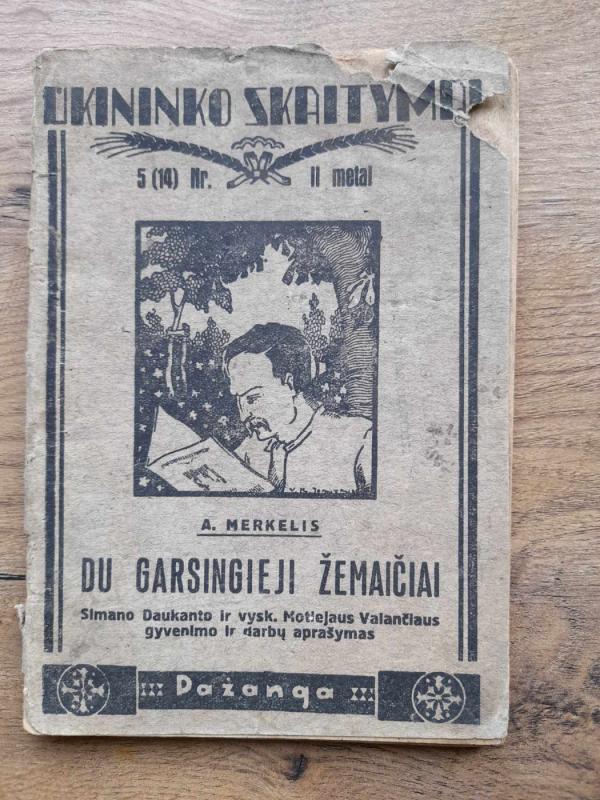 ŪKININKO SKAITYMAI
5 (14) Nr. II metai
A. MERKELIS
DU GARSINGIEJI ŽEMAIČIAI
Simano Daukanto ir vysk. Motiejaus Valančiaus
gyvenimo ir darbų aprašymas
Dažanga